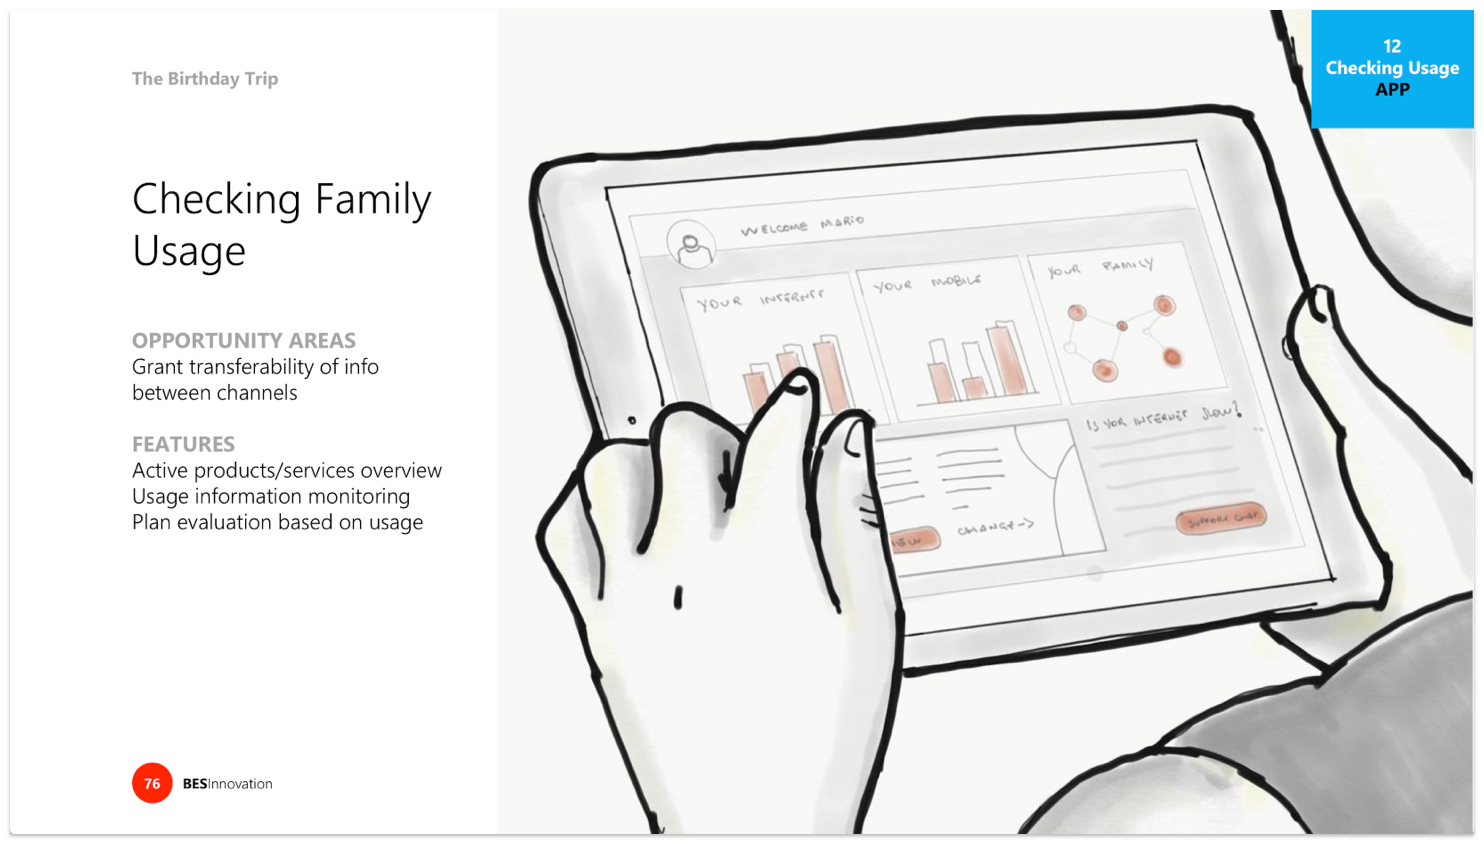 The Birthday Trip
12
Checking Usage
APP
Checking Family
Usage
OPPORTUNITY AREAS
Grant transferability of info
between channels
FEATURES
Active products/services overview
Usage information monitoring
Plan evaluation based on usage
76
BESInnovation
WELCOME MARIO
YOUR INTERNET
YOUR MOBILE
YOUR FAMILY
IS YOR INTERNET SLOW?
CHANGE->
SUPPORT CHAT